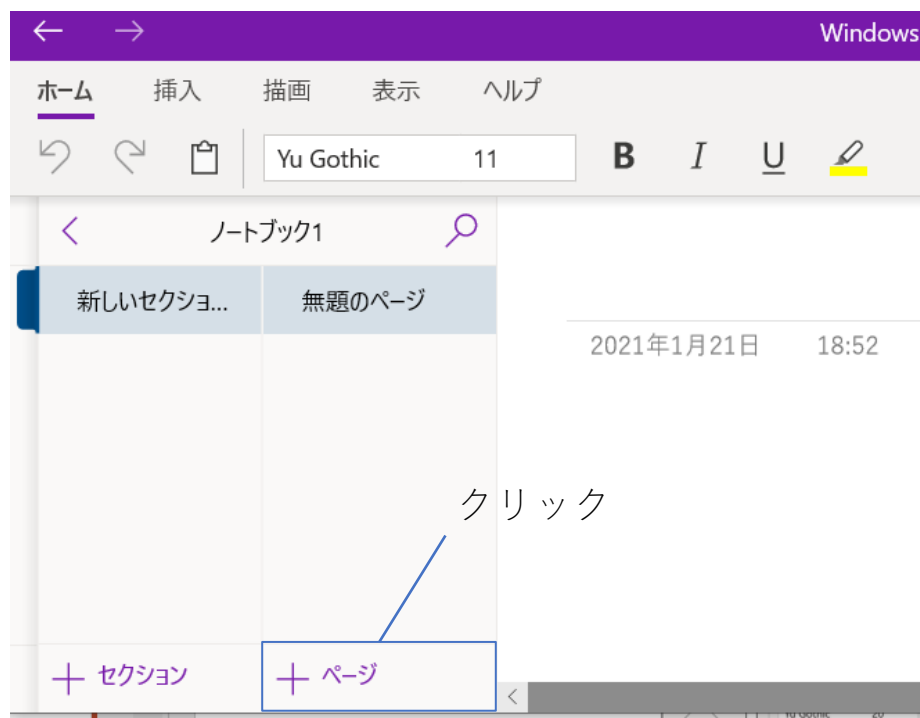 Windows
ホーム 挿入 描画 表示 ヘルプ
Yu Gothic 11 B I U
ノートブック1
新しいセクショ... 無題のページ
2021年1月21日 18:52
クリック
＋ セクション ＋ ページ
Yu Gothic 20